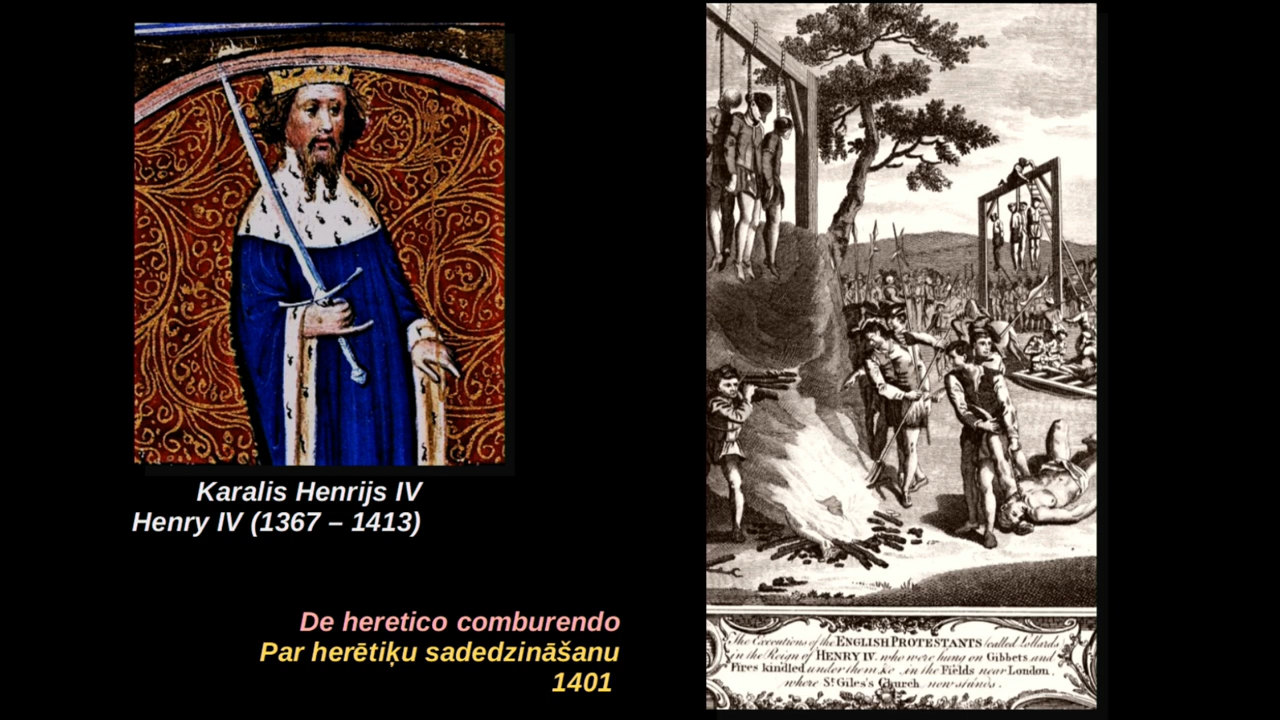 Karalis Henrijs IV
Henry IV (1367 – 1413)
De heretico comburendo
Par herētiķu sadedzināšanu
1401
The Executions of the ENGLISH PROTESTANTS (called Lollards
in the Reign of HENRY IV. who were hung on Gibbets and
Fires kindled under them &c in the Fields near London,
where St Giles's Church now stands.